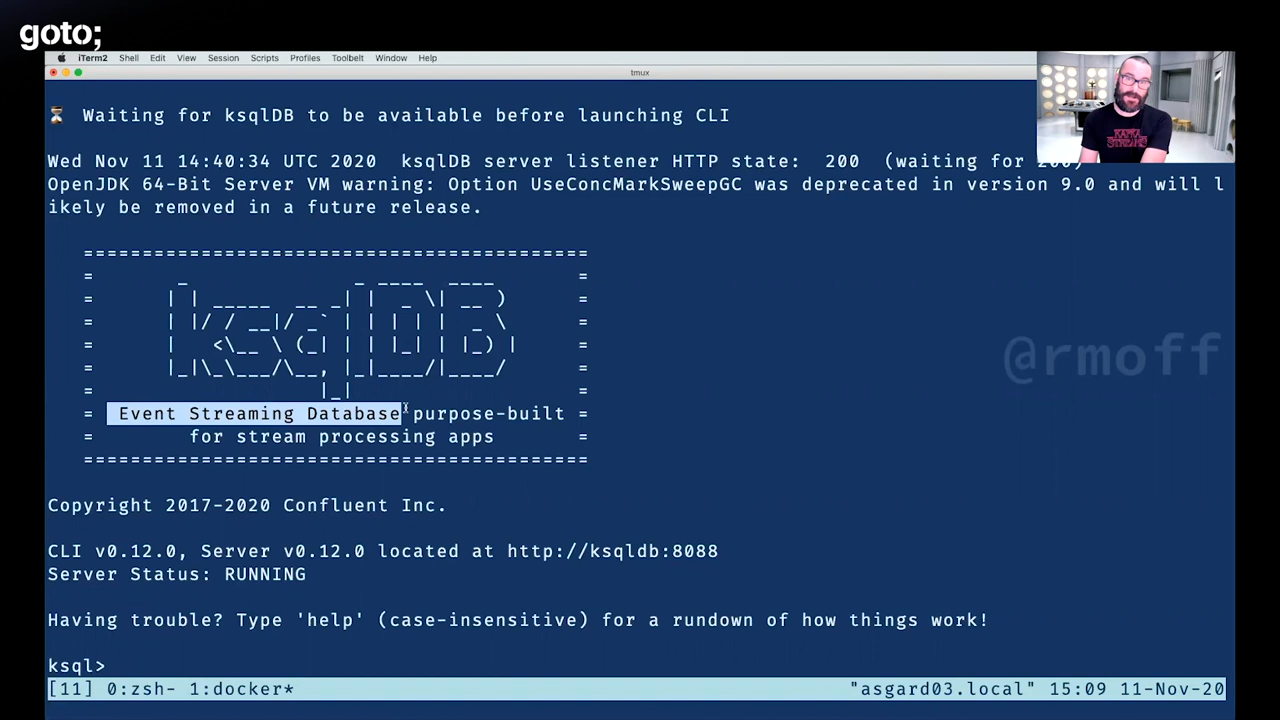 goto;
iTerm2 Shell Edit View Session Scripts Profiles Toolbelt Window Help
tmux
⏳ Waiting for ksqlDB to be available before launching CLI
KAFKA
STREAMS
Wed Nov 11 14:40:34 UTC 2020  ksqlDB server listener HTTP state:  200  (waiting for 200)
OpenJDK 64-Bit Server VM warning: Option UseConcMarkSweepGC was deprecated in version 9.0 and will l
ikely be removed in a future release.
===========================================
ksqlDB
@rmoff
= Event Streaming Database purpose-built =
= for stream processing apps =
===========================================
Copyright 2017-2020 Confluent Inc.
CLI v0.12.0, Server v0.12.0 located at http://ksqldb:8088
Server Status: RUNNING
Having trouble? Type 'help' (case-insensitive) for a rundown of how things work!
ksql>
[11] 0:zsh- 1:docker* "asgard03.local" 15:09 11-Nov-20